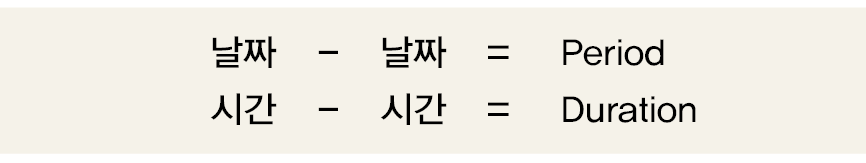 날짜 – 날짜 = Period
시간 – 시간 = Duration